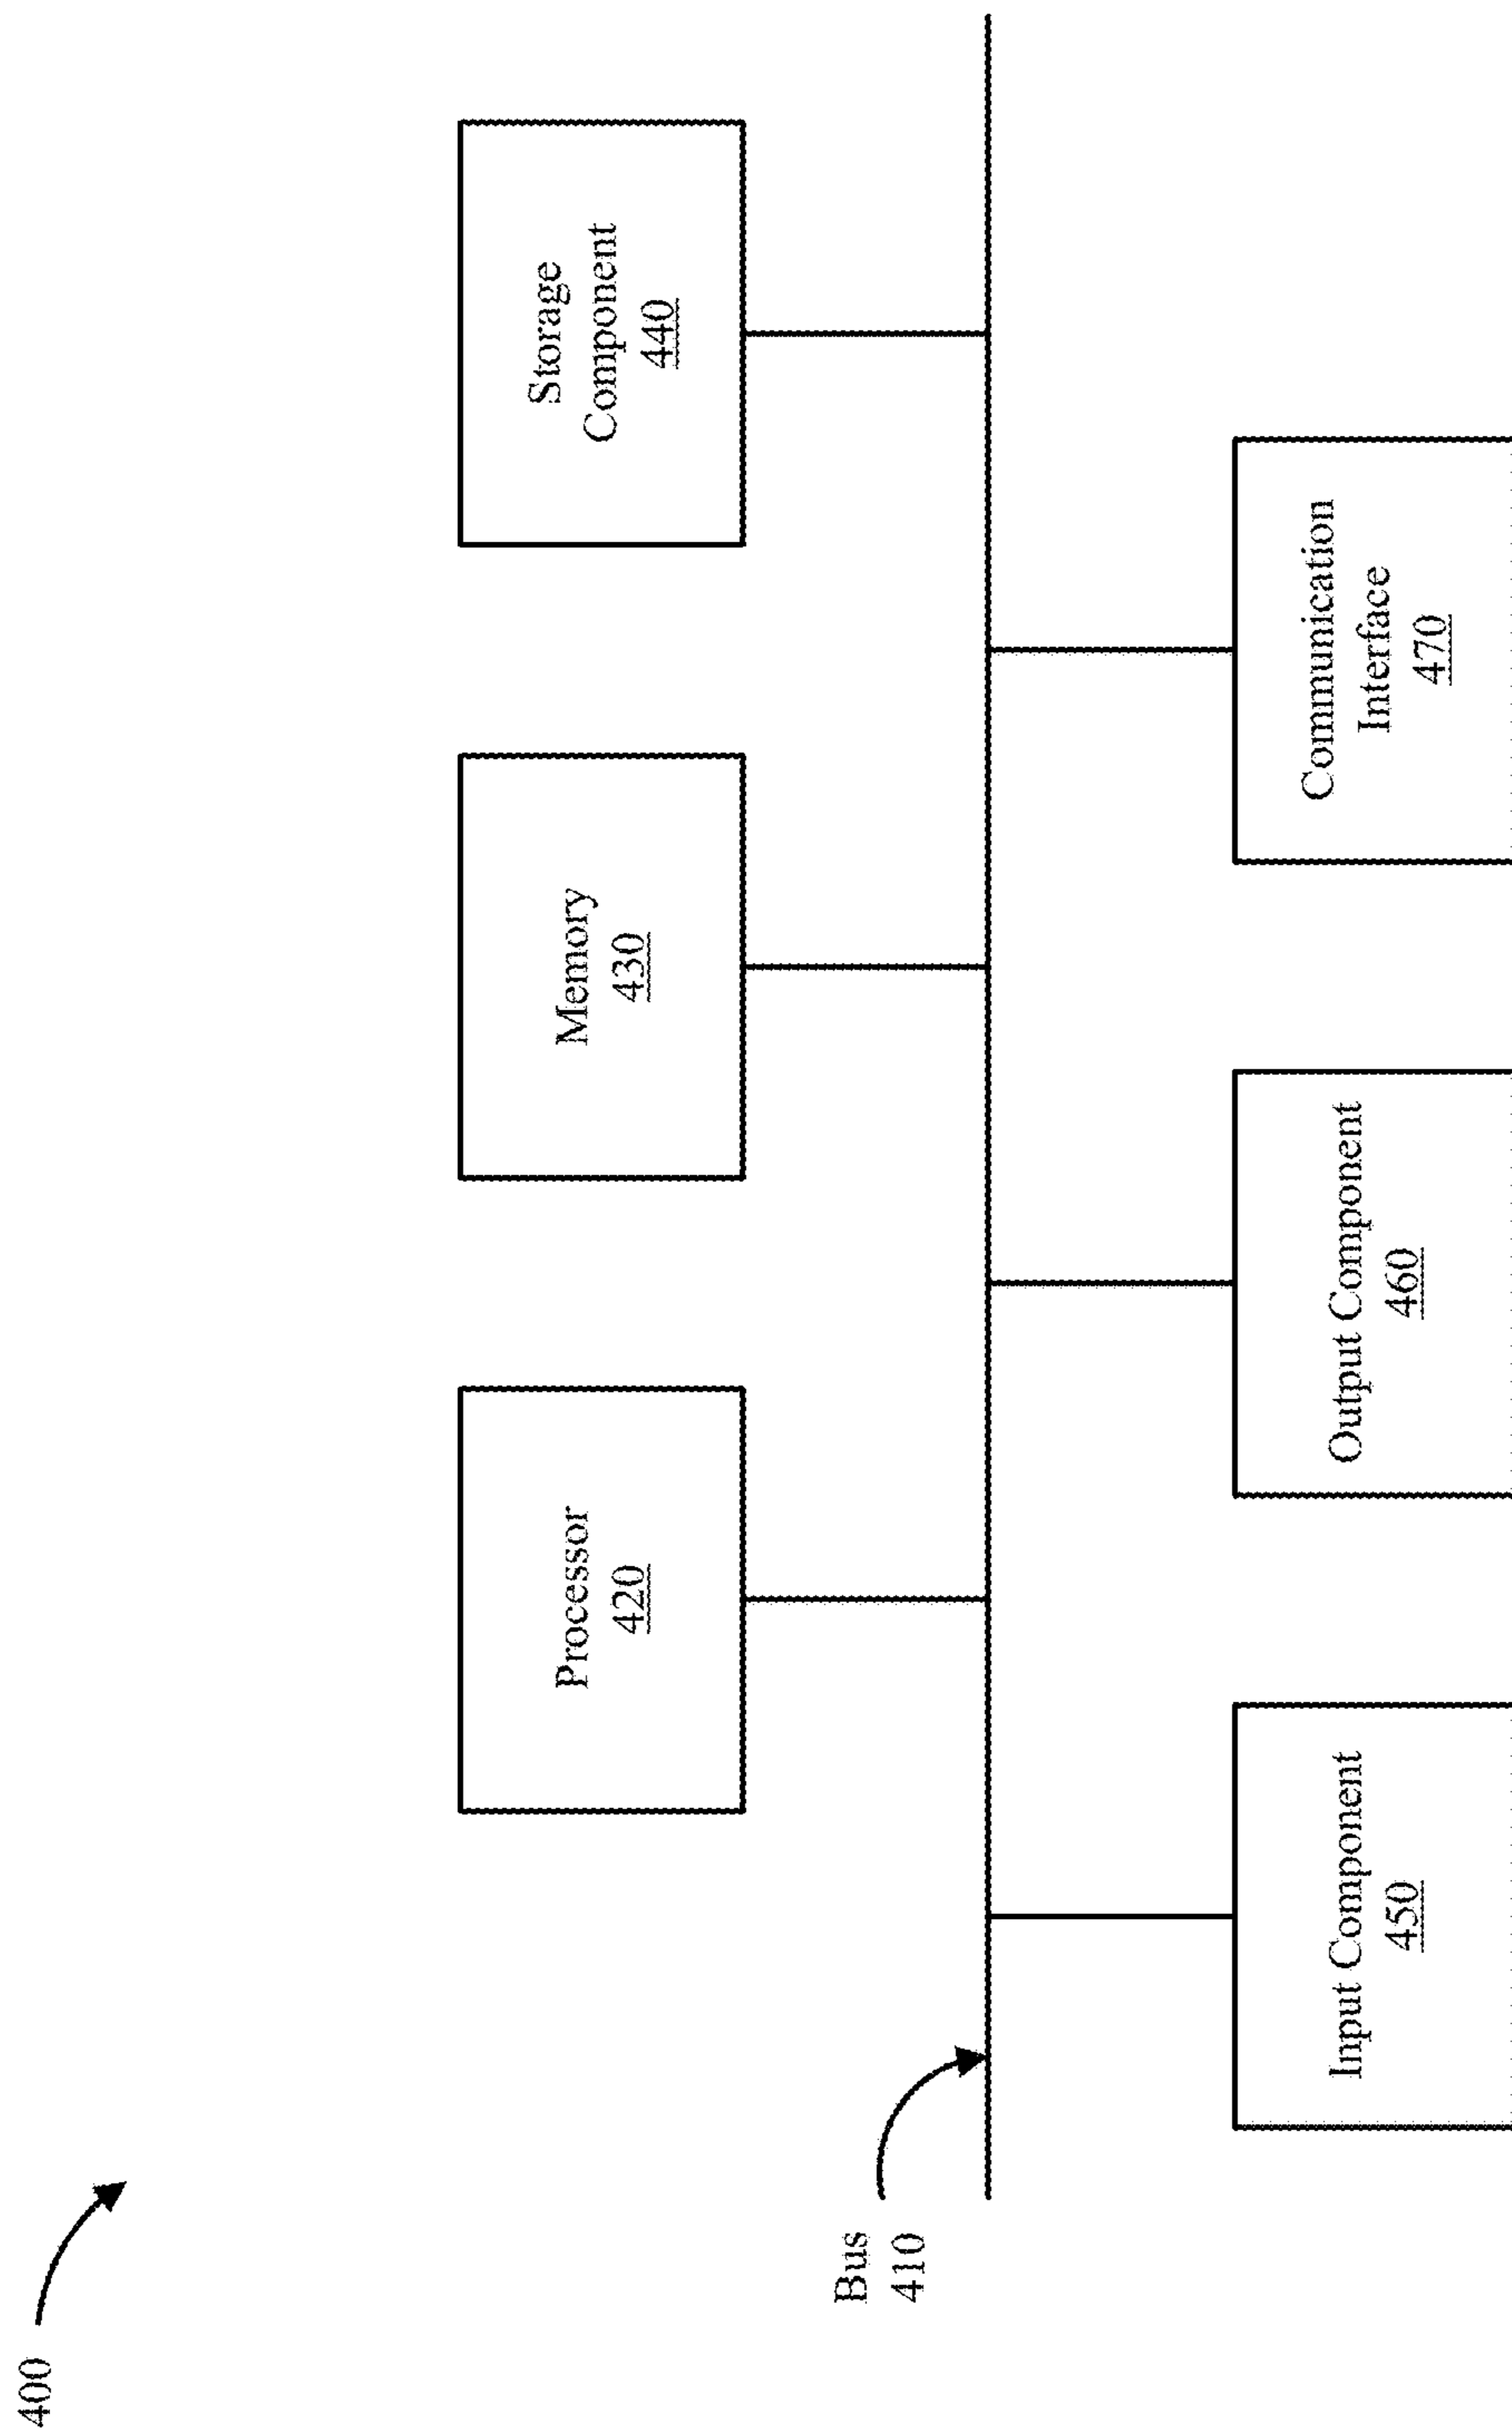 400
Processor
420
Memory
430
Storage
Component
440
Bus
410
Input Component
450
Output Component
460
Communication
Interface
470